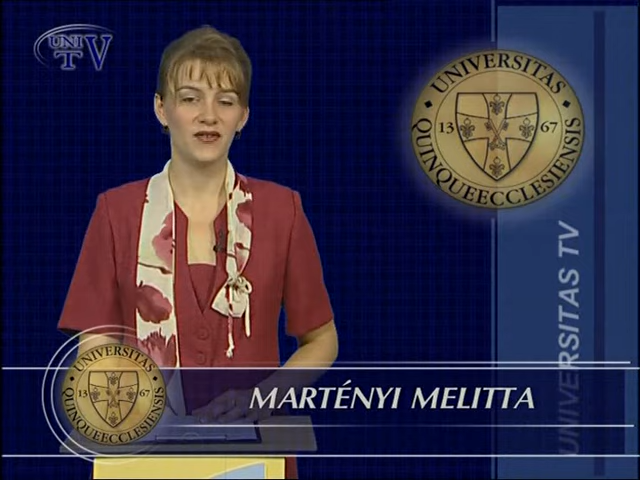 UNI
TV
UNIVERSITAS
13 67
QUINQUEECCLESIENSIS
UNIVERSITAS TV
UNIVERSITAS
13 67
QUINQUEECCLESIENSIS
MARTÉNYI MELITTA